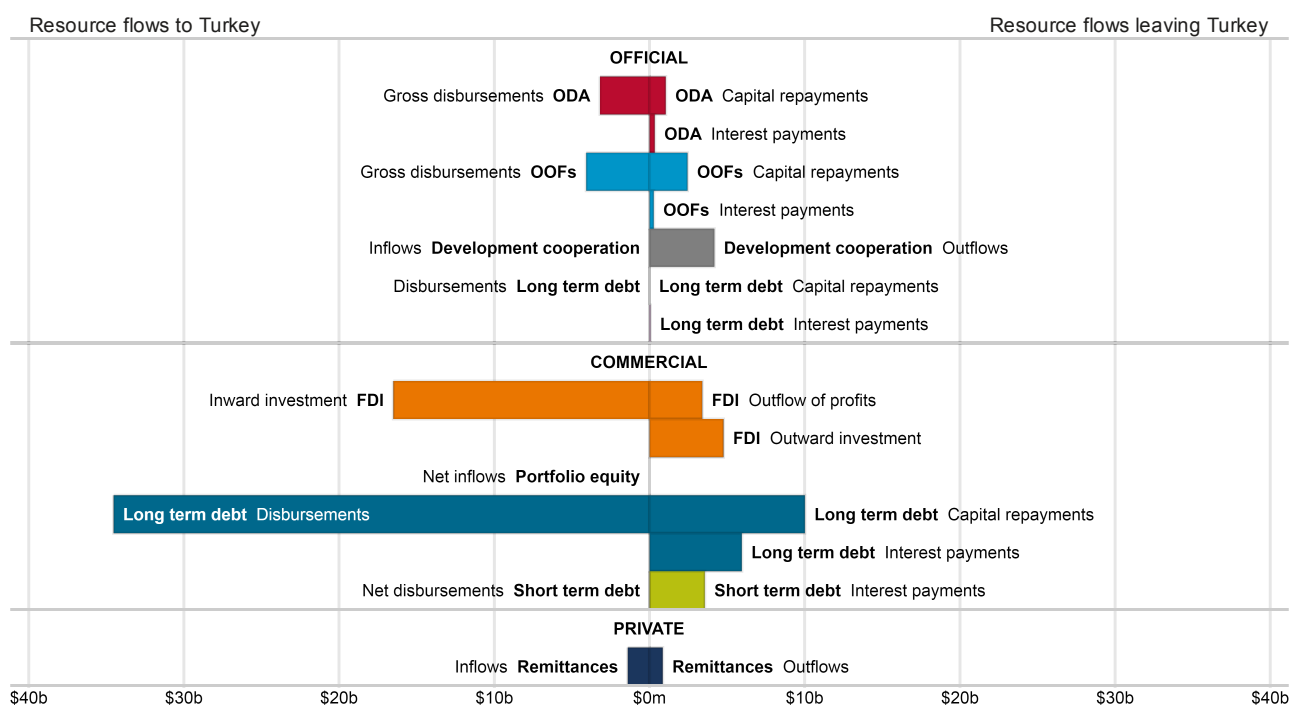 Resource flows to Turkey Resource flows leaving Turkey
OFFICIAL
Gross disbursements ODA ODA Capital repayments
ODA Interest payments
Gross disbursements OOFs OOFs Capital repayments
OOFs Interest payments
Inflows Development cooperation Development cooperation Outflows
Disbursements Long term debt Long term debt Capital repayments
Long term debt Interest payments
COMMERCIAL
Inward investment FDI FDI Outflow of profits
FDI Outward investment
Net inflows Portfolio equity
Long term debt Disbursements Long term debt Capital repayments
Long term debt Interest payments
Net disbursements Short term debt Short term debt Interest payments
PRIVATE
Inflows Remittances Remittances Outflows
$40b $30b $20b $10b $0m $10b $20b $30b $40b